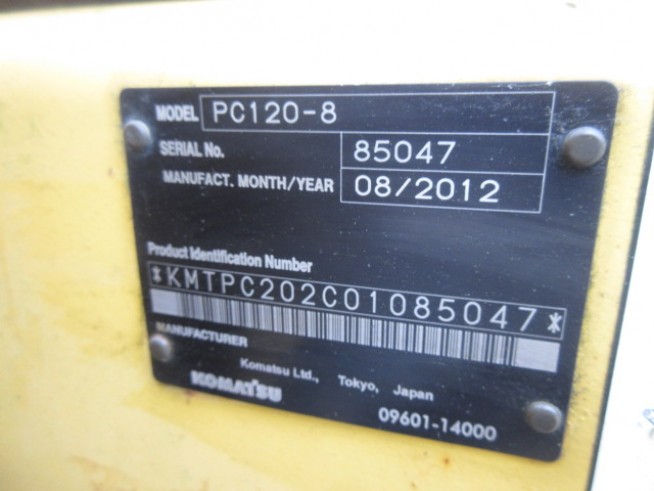 MODEL PC120-8
SERIAL No. 85047
MANUFACT. MONTH/YEAR 08/2012
Product Identification Number
*KMTPC202C01085047*
MANUFACTURER
Komatsu Ltd., Tokyo, Japan
KOMATSU
09601-14000